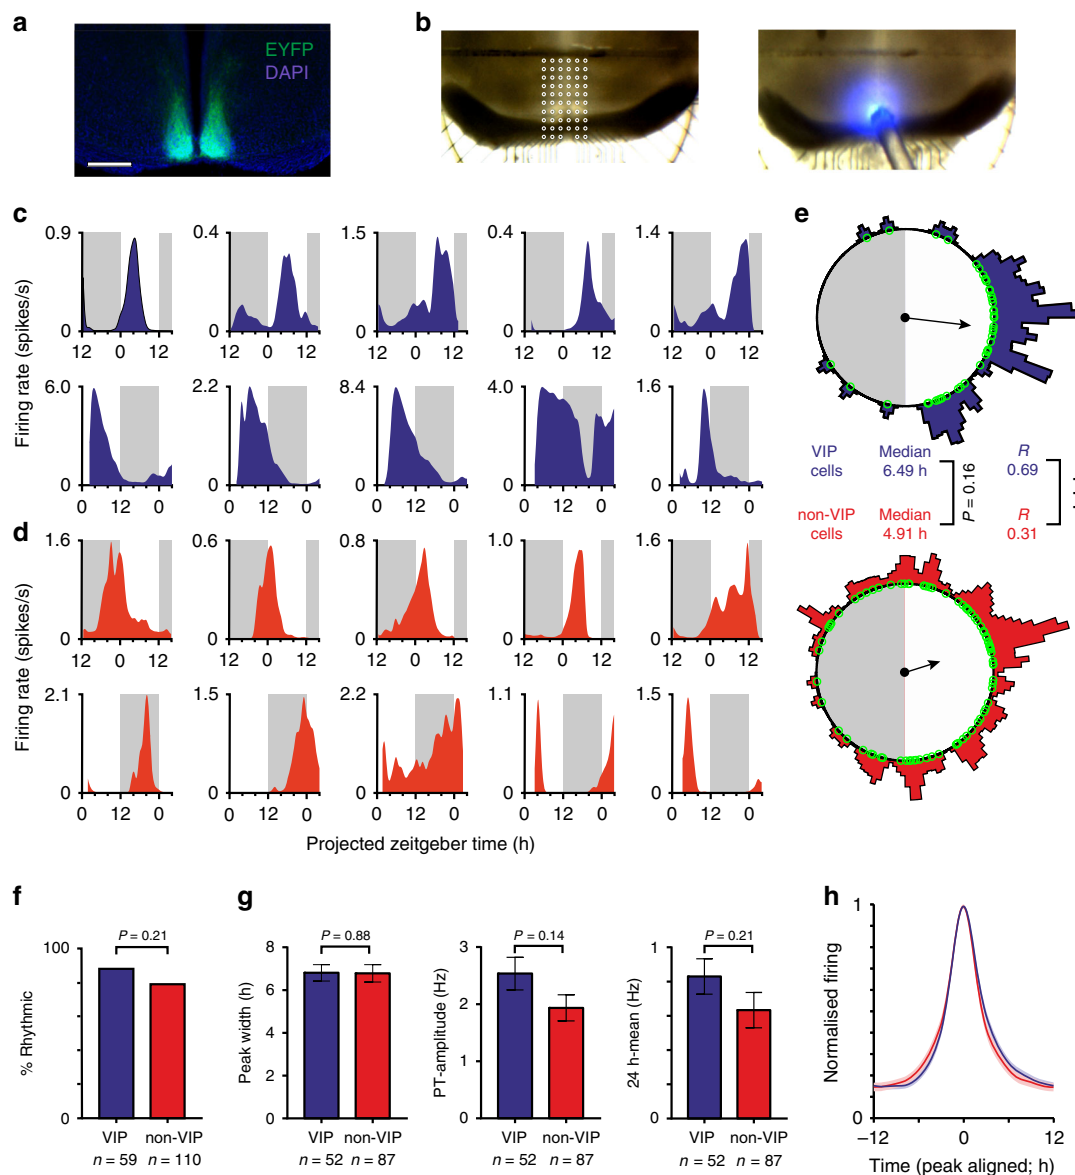 a
EYFP
DAPI
b
c
Firing rate (spikes/s)
0.9
0
12 0 12
0.4
0
12 0 12
1.5
0
12 0 12
0.4
0
12 0 12
1.4
0
12 0 12
6.0
0
0 12 0
2.2
0
0 12 0
8.4
0
0 12 0
4.0
0
0 12 0
1.6
0
0 12 0
d
Firing rate (spikes/s)
1.6
0
12 0 12
0.6
0
12 0 12
0.8
0
12 0 12
1.0
0
12 0 12
1.6
0
12 0 12
2.1
0
0 12 0
1.5
0
0 12 0
2.2
0
0 12 0
1.1
0
0 12 0
1.6
0
0 12 0
Projected zeitgeber time (h)
e
VIP cells
Median 6.49 h
R 0.69
P = 0.16
non-VIP cells
Median 4.91 h
R 0.31
f
% Rhythmic
100
0
P = 0.21
VIP non-VIP
n = 59 n = 110
g
Peak width (h)
8
6
4
2
0
P = 0.88
VIP non-VIP
n = 52 n = 87
PT-amplitude (Hz)
3
2
1
0
P = 0.14
VIP non-VIP
n = 52 n = 87
24 h-mean (Hz)
1
0
P = 0.21
VIP non-VIP
n = 52 n = 87
h
Normalised firing
1
0
−12 0 12
Time (peak aligned; h)